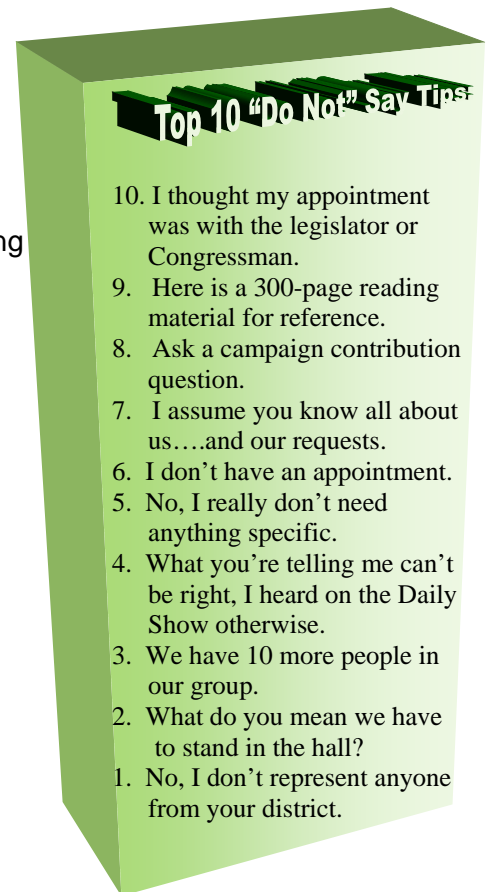 Top 10 “Do Not” Say Tips
10. I thought my appointment
was with the legislator or
ng
Congressman.
9. Here is a 300-page reading
material for reference.
8. Ask a campaign contribution
question.
7. I assume you know all about
us….and our requests.
6. I don’t have an appointment.
5. No, I really don’t need
anything specific.
4. What you’re telling me can’t
be right, I heard on the Daily
Show otherwise.
3. We have 10 more people in
our group.
2. What do you mean we have
to stand in the hall?
1. No, I don’t represent anyone
from your district.